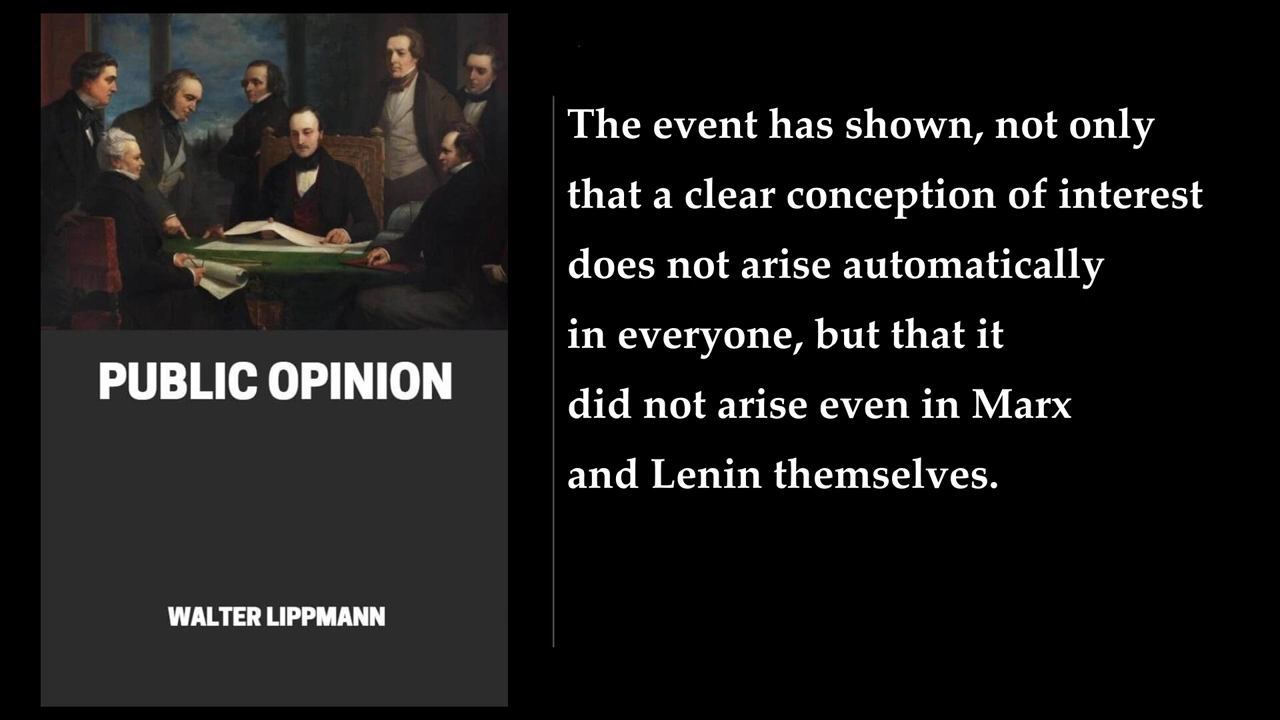 PUBLIC OPINION
WALTER LIPPMANN
The event has shown, not only
that a clear conception of interest
does not arise automatically
in everyone, but that it
did not arise even in Marx
and Lenin themselves.